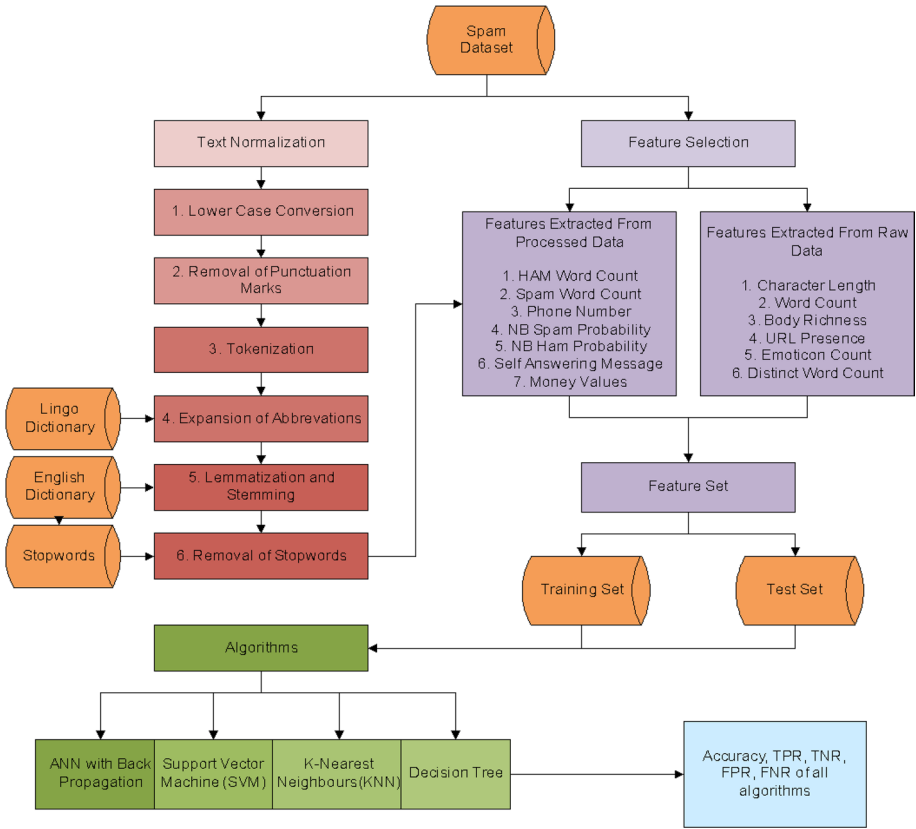 Spam
Dataset
Text Normalization
Feature Selection
1. Lower Case Conversion
2. Removal of Punctuation
Marks
3. Tokenization
Lingo
Dictionary
4. Expansion of Abbrevations
English
Dictionary
5. Lemmatization and
Stemming
Stopwords
6. Removal of Stopwords
Features Extracted From
Processed Data
1. HAM Word Count
2. Spam Word Count
3. Phone Number
4. NB Spam Probability
5. NB Ham Probability
6. Self Answering Message
7. Money Values
Features Extracted From Raw
Data
1. Character Length
2. Word Count
3. Body Richness
4. URL Presence
5. Emoticon Count
6. Distinct Word Count
Feature Set
Training Set
Test Set
Algorithms
ANN with Back
Propagation
Support Vector
Machine (SVM)
K-Nearest
Neighbours(KNN)
Decision Tree
Accuracy, TPR, TNR,
FPR, FNR of all
algorithms